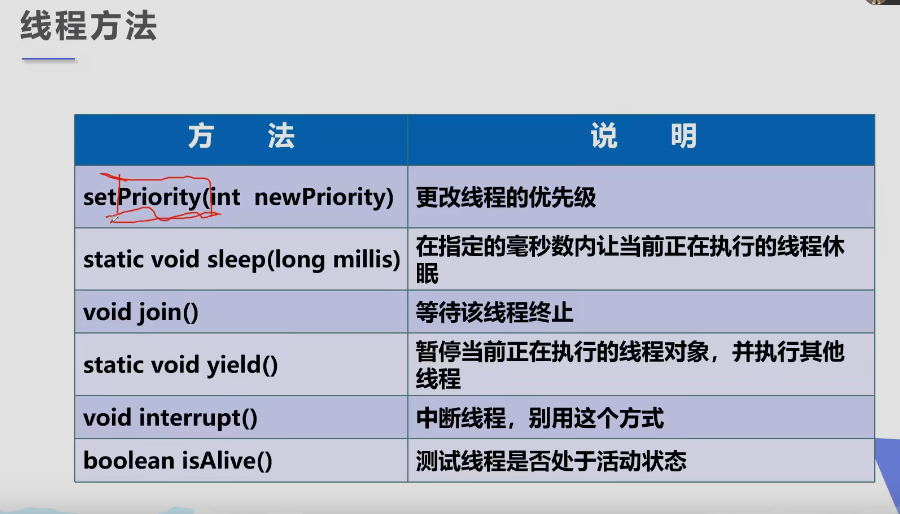 线程方法
方 法
说 明
setPriority(int newPriority)
更改线程的优先级
static void sleep(long millis)
在指定的毫秒数内让当前正在执行的线程休
眠
void join()
等待该线程终止
static void yield()
暂停当前正在执行的线程对象，并执行其他
线程
void interrupt()
中断线程，别用这个方式
boolean isAlive()
测试线程是否处于活动状态